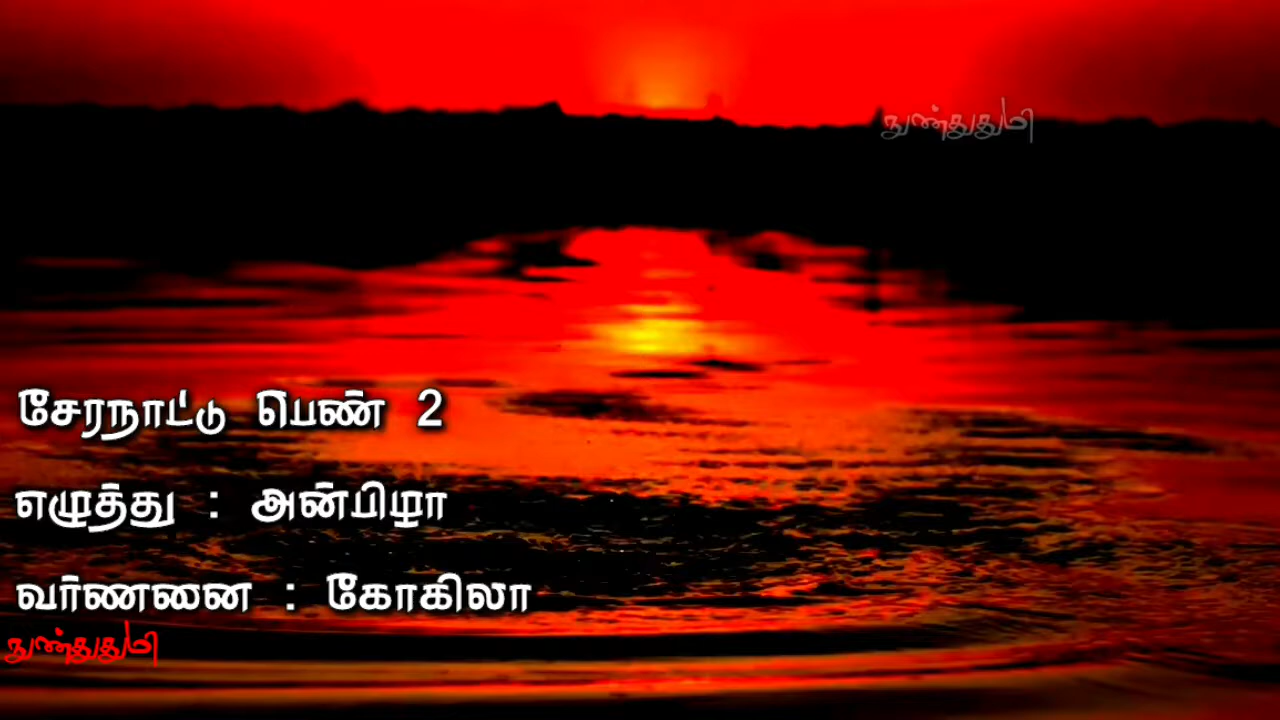 நுண்துதுமி
சேரநாட்டு பெண் 2
எழுத்து : அன்பிழா
வர்ணனை : கோகிலா
நுண்துதுமி